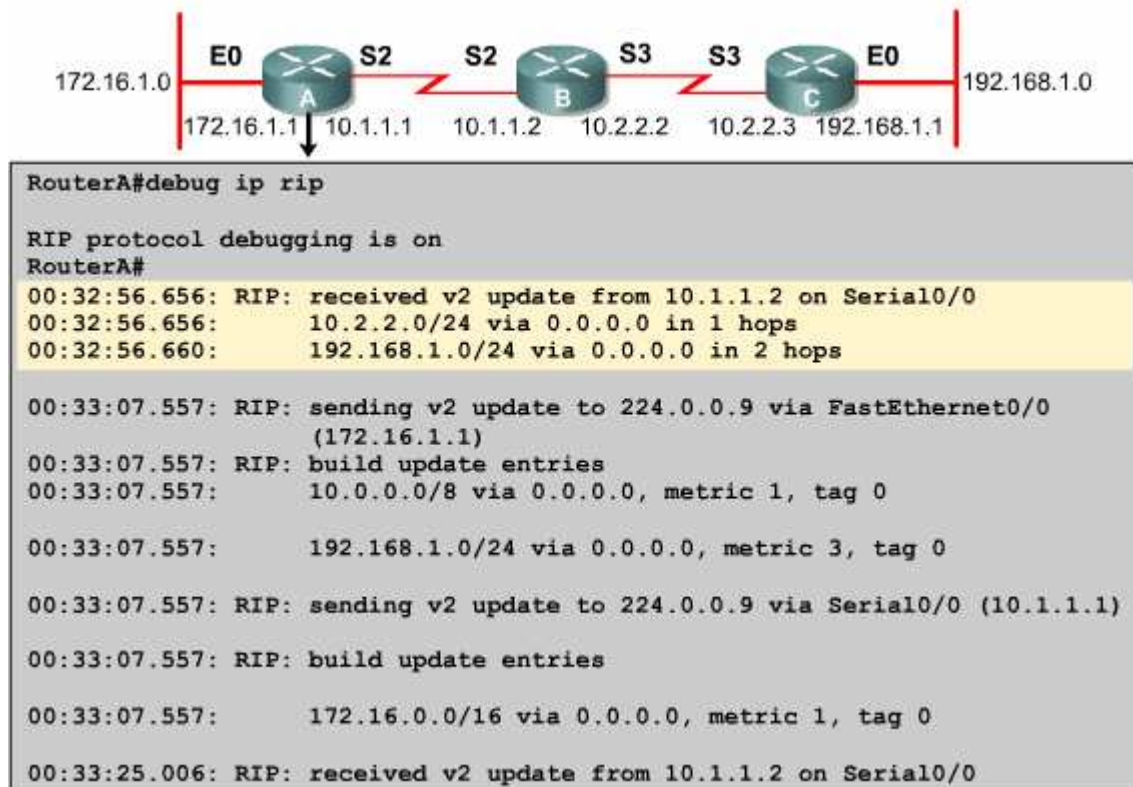 E0 S2 S2 S3 S3 E0
172.16.1.0 A B C 192.168.1.0
172.16.1.1 10.1.1.1 10.1.1.2 10.2.2.2 10.2.2.3 192.168.1.1
RouterA#debug ip rip
RIP protocol debugging is on
RouterA#
00:32:56.656: RIP: received v2 update from 10.1.1.2 on Serial0/0
00:32:56.656: 10.2.2.0/24 via 0.0.0.0 in 1 hops
00:32:56.660: 192.168.1.0/24 via 0.0.0.0 in 2 hops
00:33:07.557: RIP: sending v2 update to 224.0.0.9 via FastEthernet0/0
(172.16.1.1)
00:33:07.557: RIP: build update entries
00:33:07.557: 10.0.0.0/8 via 0.0.0.0, metric 1, tag 0
00:33:07.557: 192.168.1.0/24 via 0.0.0.0, metric 3, tag 0
00:33:07.557: RIP: sending v2 update to 224.0.0.9 via Serial0/0 (10.1.1.1)
00:33:07.557: RIP: build update entries
00:33:07.557: 172.16.0.0/16 via 0.0.0.0, metric 1, tag 0
00:33:25.006: RIP: received v2 update from 10.1.1.2 on Serial0/0